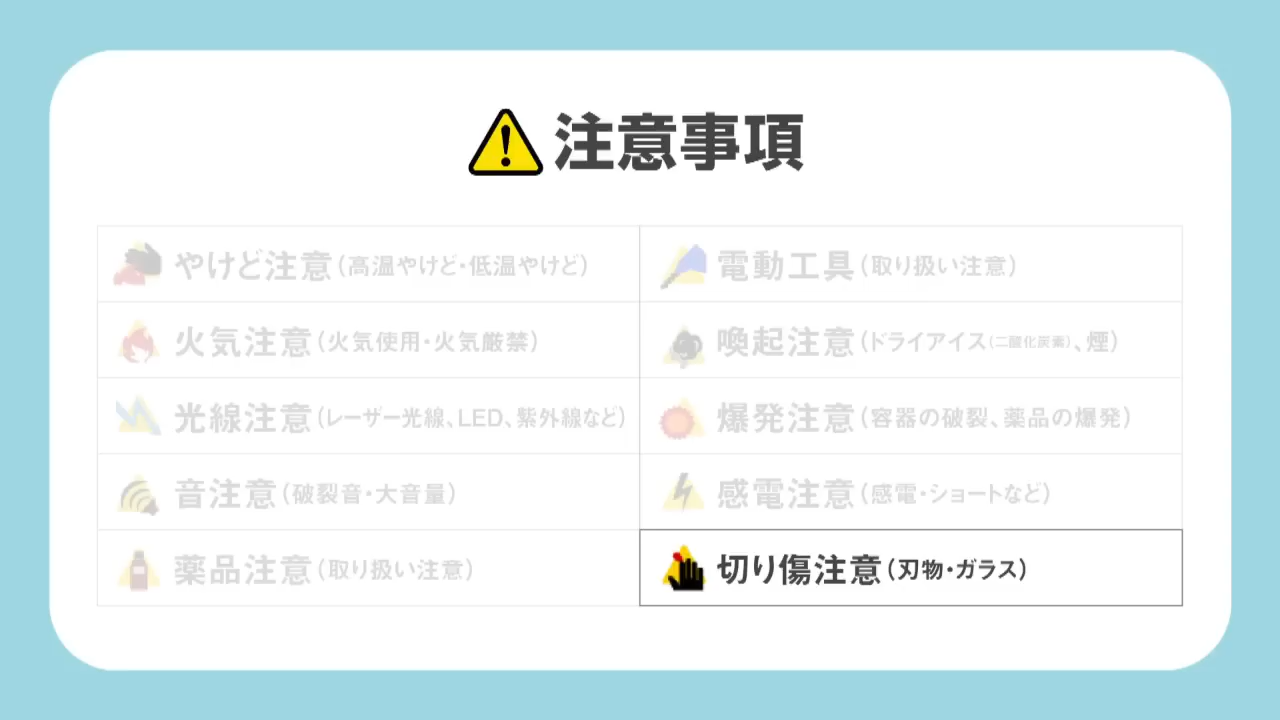 注意事項
やけど注意(高温やけど・低温やけど)
電動工具(取り扱い注意)
火気注意(火気使用・火気厳禁)
喚起注意(ドライアイス(二酸化炭素)、煙)
光線注意(レーザー光線、LED、紫外線など)
爆発注意(容器の破裂、薬品の爆発)
音注意(破裂音・大音量)
感電注意(感電・ショートなど)
薬品注意(取り扱い注意)
切り傷注意(刃物・ガラス)